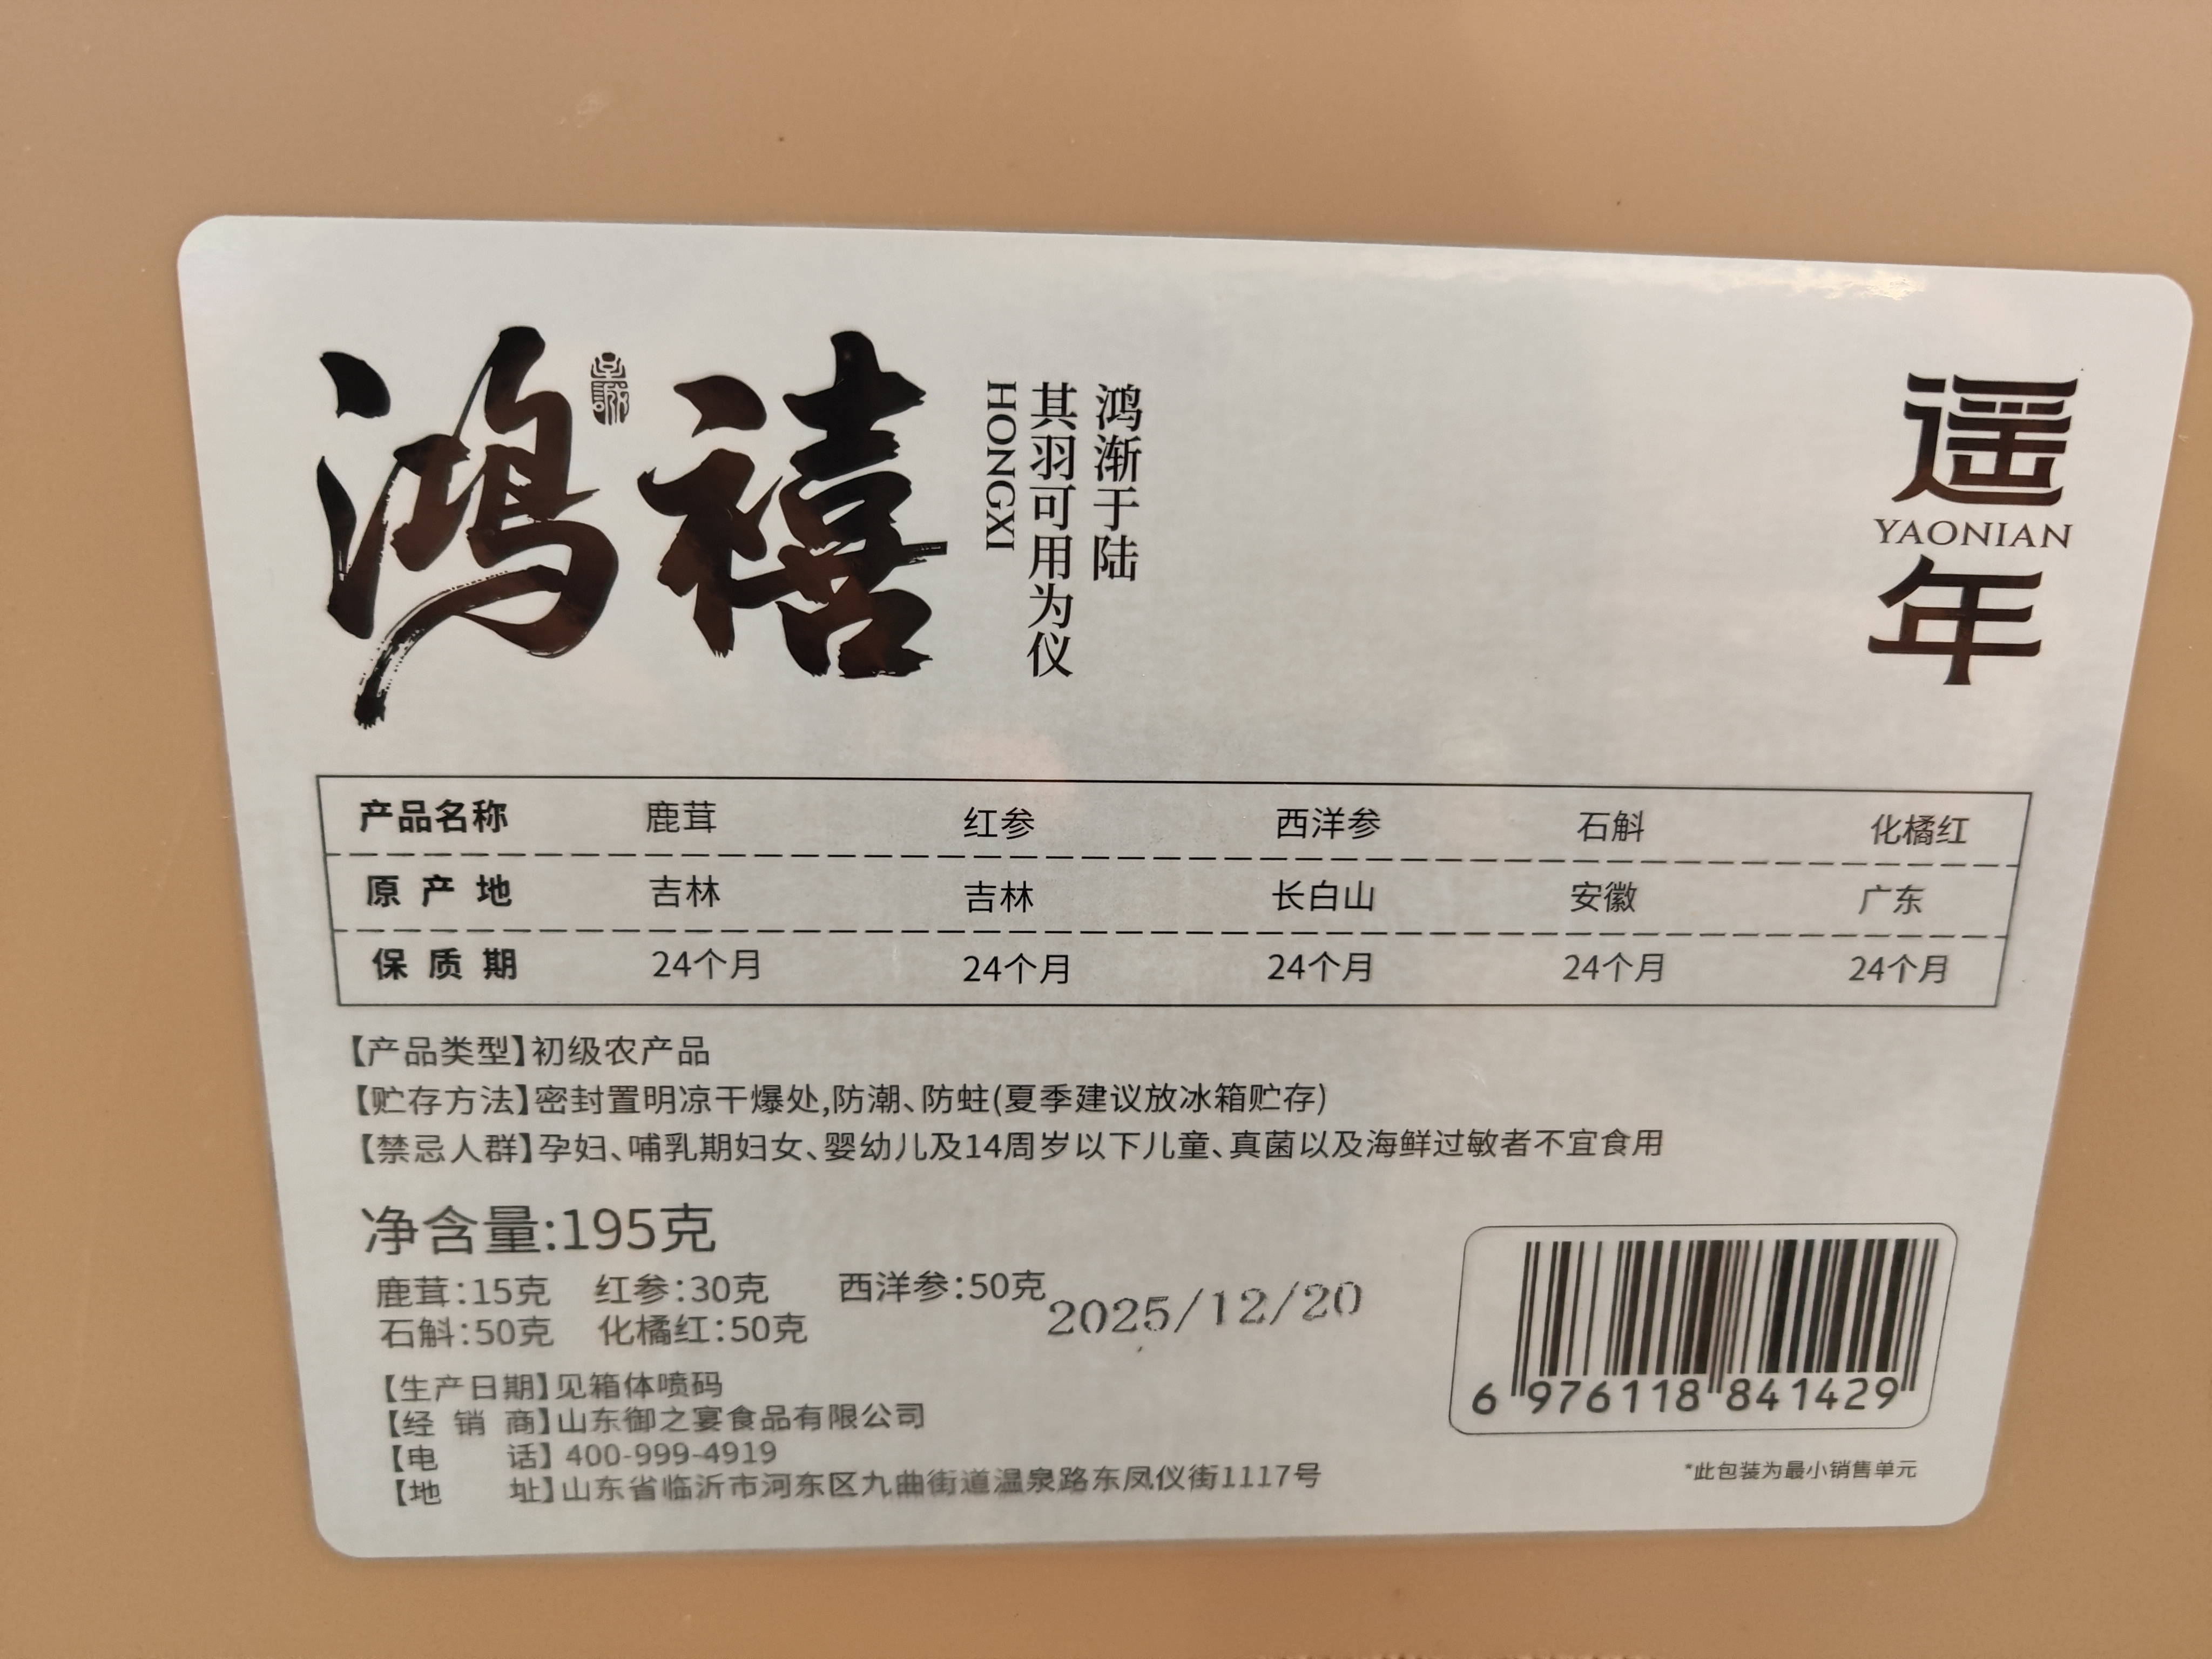 鸿禧
鸿渐于陆
其羽可用为仪
HONGXI
遥
YAONIAN
年
产品名称 鹿茸 红参 西洋参 石斛 化橘红
原产地 吉林 吉林 长白山 安徽 广东
保质期 24个月 24个月 24个月 24个月 24个月
【产品类型】初级农产品
【贮存方法】密封置明凉干爆处,防潮、防蛀(夏季建议放冰箱贮存)
【禁忌人群】孕妇、哺乳期妇女、婴幼儿及14周岁以下儿童、真菌以及海鲜过敏者不宜食用
净含量:195克
鹿茸:15克 红参:30克 西洋参:50克
石斛:50克 化橘红:50克
2025/12/20
【生产日期】见箱体喷码
【经销商】山东御之宴食品有限公司
【电话】400-999-4919
【地址】山东省临沂市河东区九曲街道温泉路东凤仪街1117号
6 976118 841429
*此包装为最小销售单元